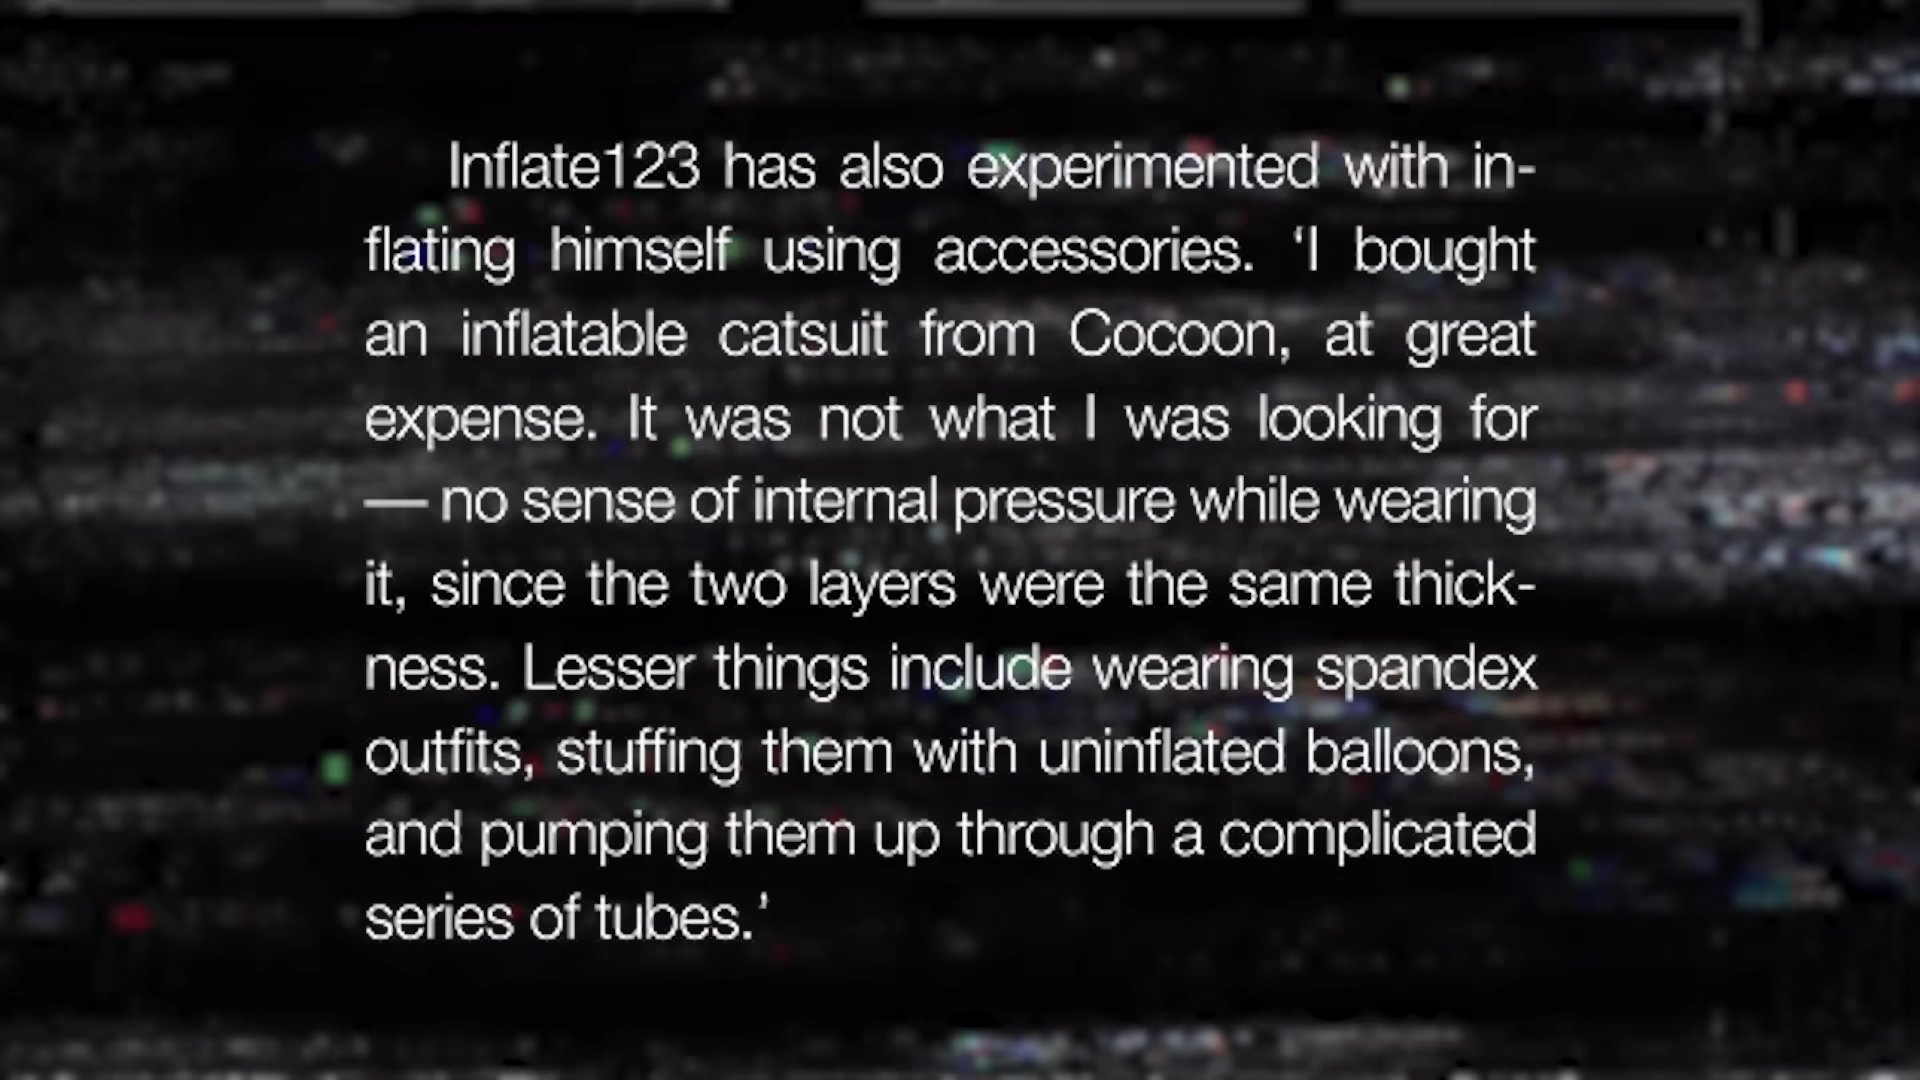 Inflate123 has also experimented with in-
flating himself using accessories. ‘I bought
an inflatable catsuit from Cocoon, at great
expense. It was not what I was looking for
— no sense of internal pressure while wearing
it, since the two layers were the same thick-
ness. Lesser things include wearing spandex
outfits, stuffing them with uninflated balloons,
and pumping them up through a complicated
series of tubes.’